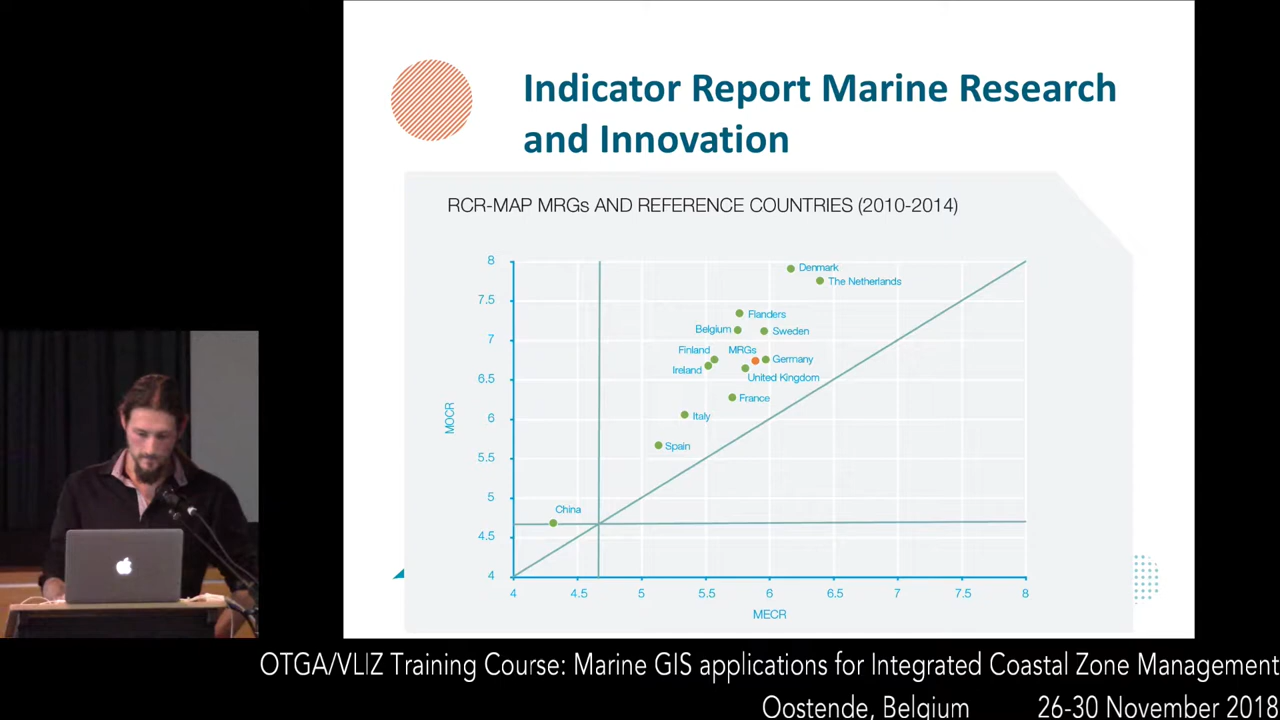 Indicator Report Marine Research
and Innovation
RCR-MAP MRGs AND REFERENCE COUNTRIES (2010-2014)
8
7.5
7
6.5
6
5.5
5
4.5
4
MOCR
Denmark
The Netherlands
Flanders
Belgium
Sweden
Finland
MRGs
Germany
Ireland
United Kingdom
France
Italy
Spain
China
4
4.5
5
5.5
6
6.5
7
7.5
8
MECR
OTGA/VLIZ Training Course: Marine GIS applications for Integrated Coastal Zone Management
Oostende, Belgium 26-30 November 2018